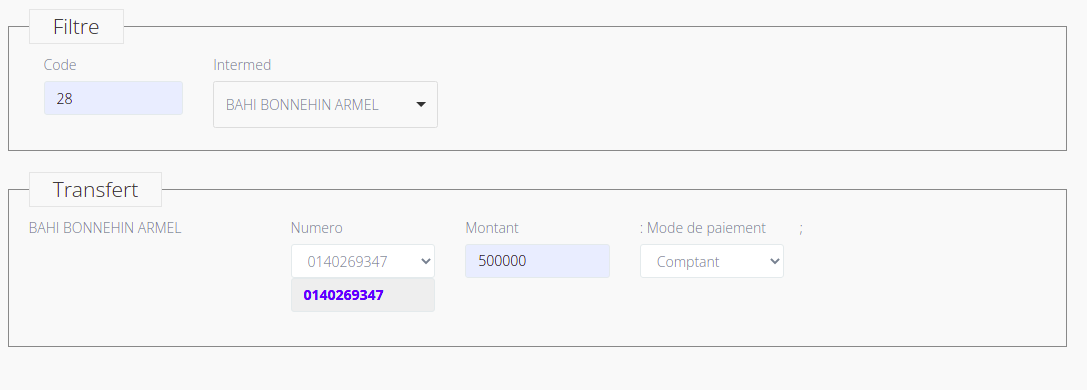 Filtre
Code
Intermed
28
BAHI BONNEHIN ARMEL
Transfert
BAHI BONNEHIN ARMEL
Numero
Montant
: Mode de paiement
;
0140269347
500000
Comptant
0140269347